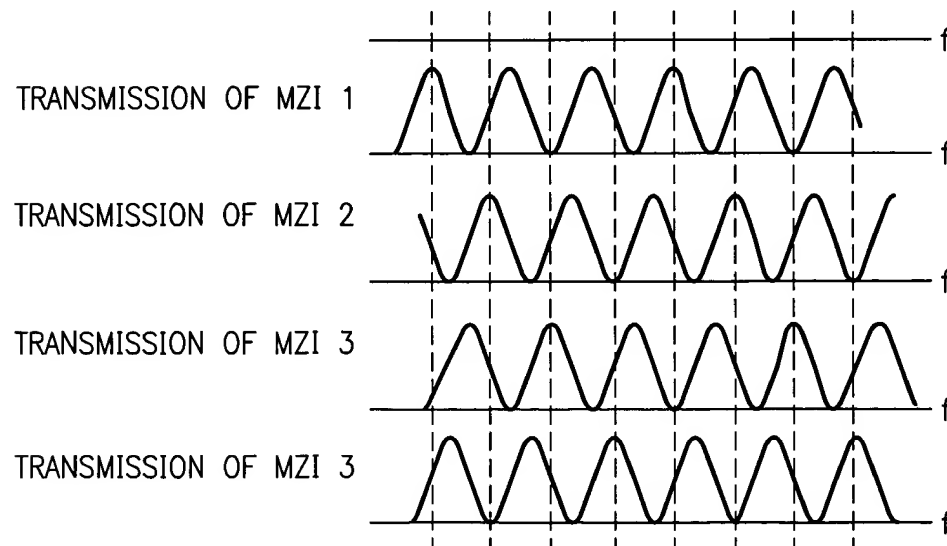 f
TRANSMISSION OF MZI 1
f
TRANSMISSION OF MZI 2
f
TRANSMISSION OF MZI 3
f
TRANSMISSION OF MZI 3
f